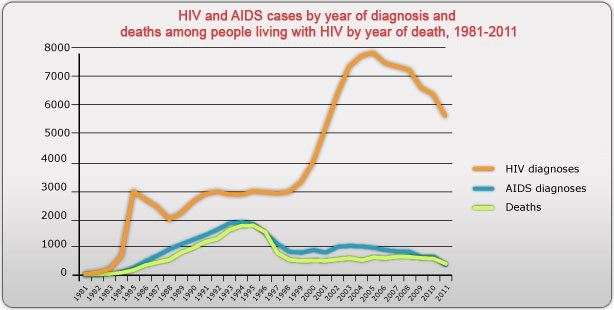 HIV and AIDS cases by year of diagnosis and
deaths among people living with HIV by year of death, 1981-2011
8000
7000
6000
5000
4000
3000
2000
1000
0
HIV diagnoses
AIDS diagnoses
Deaths
1981 1982 1983 1984 1985 1986 1987 1988 1989 1990 1991 1992 1993 1994 1995 1996 1997 1998 1999 2000 2001 2002 2003 2004 2005 2006 2007 2008 2009 2010 2011